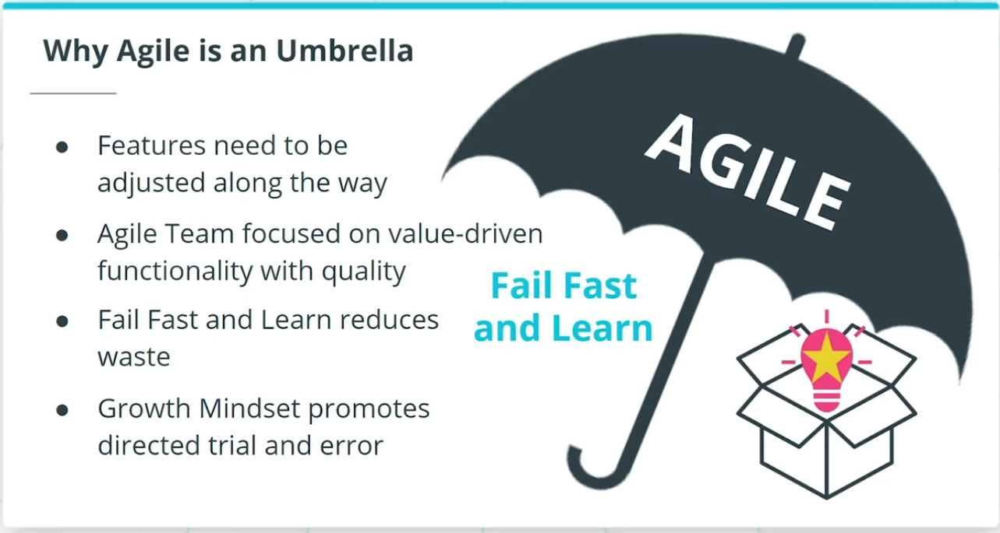 Why Agile is an Umbrella
● Features need to be
adjusted along the way
● Agile Team focused on value-driven
functionality with quality
● Fail Fast and Learn reduces
waste
● Growth Mindset promotes
directed trial and error
AGILE
Fail Fast
and Learn